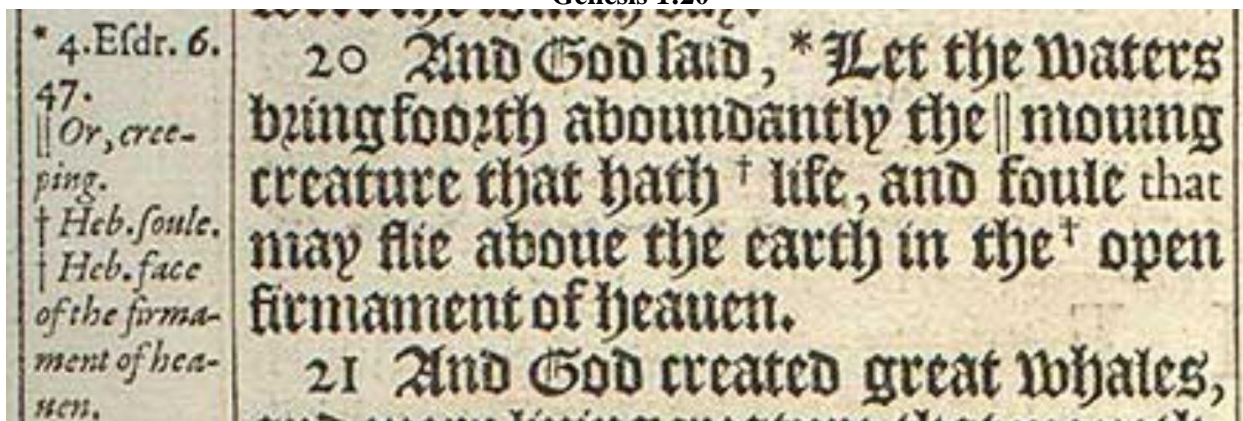 Genesis 1:20
* 4.Eſdr. 6.
47.
|| Or, cree-
ping.
† Heb. ſoule.
† Heb. face
of the firma-
ment of hea-
uen.
20 And God ſaid, * Let the waters
bring foorth aboundantly the || mouing
creature that hath † life, and foule that
may flie aboue the earth in the † open
firmament of heauen.
21 And God created great whales,